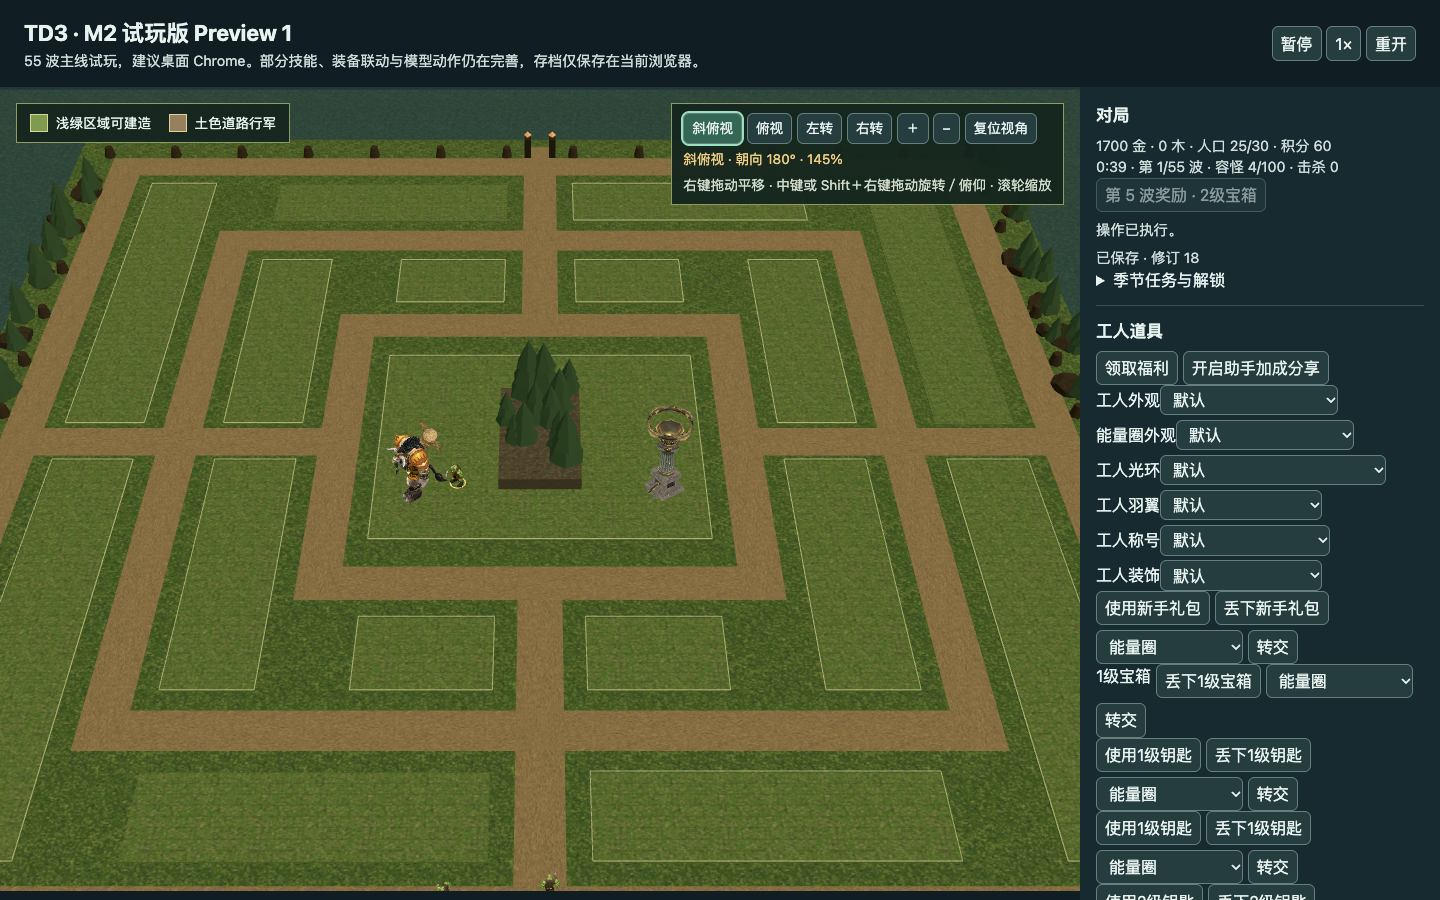 TD3 · M2 试玩版 Preview 1
55 波主线试玩，建议桌面 Chrome。部分技能、装备联动与模型动作仍在完善，存档仅保存在当前浏览器。
暂停 1× 重开
浅绿区域可建造 土色道路行军
斜俯视 俯视 左转 右转 + − 复位视角
斜俯视 · 朝向 180° · 145%
右键拖动平移 · 中键或 Shift＋右键拖动旋转 / 俯仰 · 滚轮缩放
对局
1700 金 · 0 木 · 人口 25/30 · 积分 60
0:39 · 第 1/55 波 · 容怪 4/100 · 击杀 0
第 5 波奖励 · 2级宝箱
操作已执行。
已保存 · 修订 18
季节任务与解锁
工人道具
领取福利 开启助手加成分享
工人外观 默认
能量圈外观 默认
工人光环 默认
工人羽翼 默认
工人称号 默认
工人装饰 默认
使用新手礼包 丢下新手礼包
能量圈 转交
1级宝箱 丢下1级宝箱 能量圈
转交
使用1级钥匙 丢下1级钥匙
能量圈 转交
使用1级钥匙 丢下1级钥匙
能量圈 转交